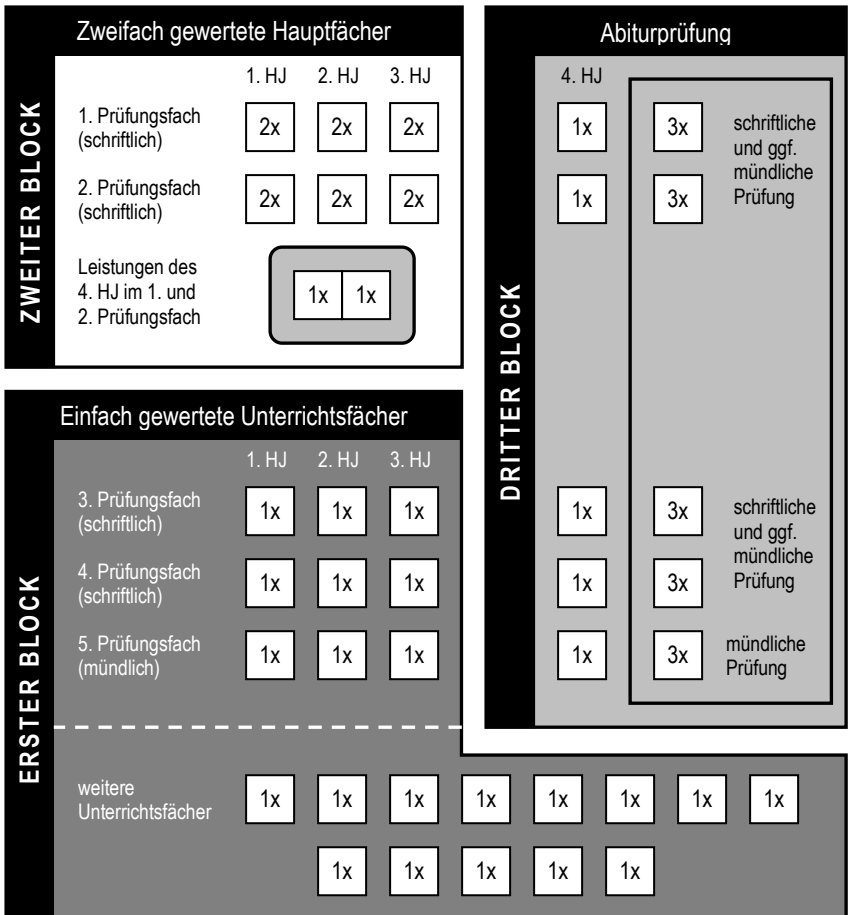 Zweifach gewertete Hauptfächer
ZWEITER BLOCK
1. HJ 2. HJ 3. HJ
1. Prüfungsfach
(schriftlich)
2x 2x 2x
2. Prüfungsfach
(schriftlich)
2x 2x 2x
Leistungen des
4. HJ im 1. und
2. Prüfungsfach
1x 1x
Abiturprüfung
DRITTER BLOCK
4. HJ
1x 3x
schriftliche
und ggf.
mündliche
Prüfung
1x 3x
1x 3x
schriftliche
und ggf.
mündliche
Prüfung
1x 3x
1x 3x
mündliche
Prüfung
Einfach gewertete Unterrichtsfächer
ERSTER BLOCK
1. HJ 2. HJ 3. HJ
3. Prüfungsfach
(schriftlich)
1x 1x 1x
4. Prüfungsfach
(schriftlich)
1x 1x 1x
5. Prüfungsfach
(mündlich)
1x 1x 1x
weitere
Unterrichtsfächer
1x 1x 1x 1x 1x 1x 1x 1x
1x 1x 1x 1x 1x